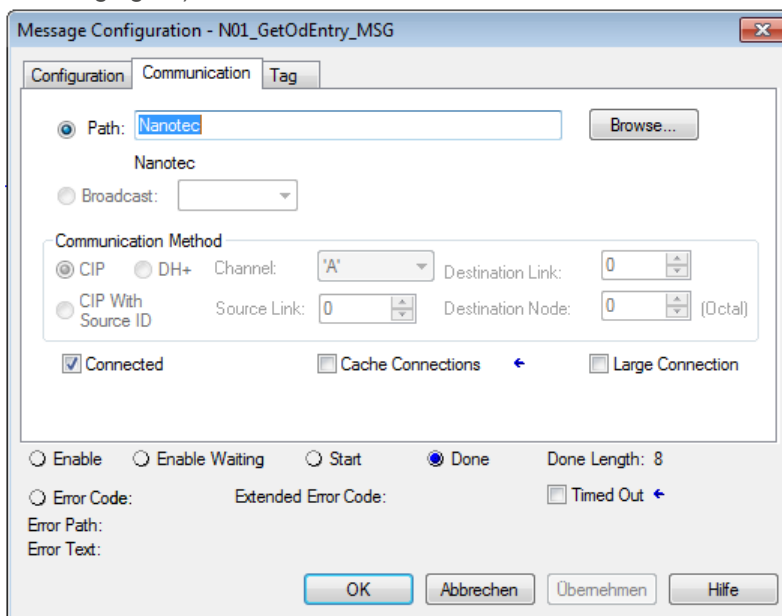 Message Configuration - N01_GetOdEntry_MSG
Configuration Communication Tag
Path: Nanotec Browse...
Nanotec
Broadcast:
Communication Method
CIP DH+ Channel: 'A' Destination Link: 0
CIP With Source ID Source Link: 0 Destination Node: 0 (Octal)
Connected Cache Connections Large Connection
Enable Enable Waiting Start Done Done Length: 8
Error Code: Extended Error Code: Timed Out
Error Path:
Error Text:
OK Abbrechen Übernehmen Hilfe